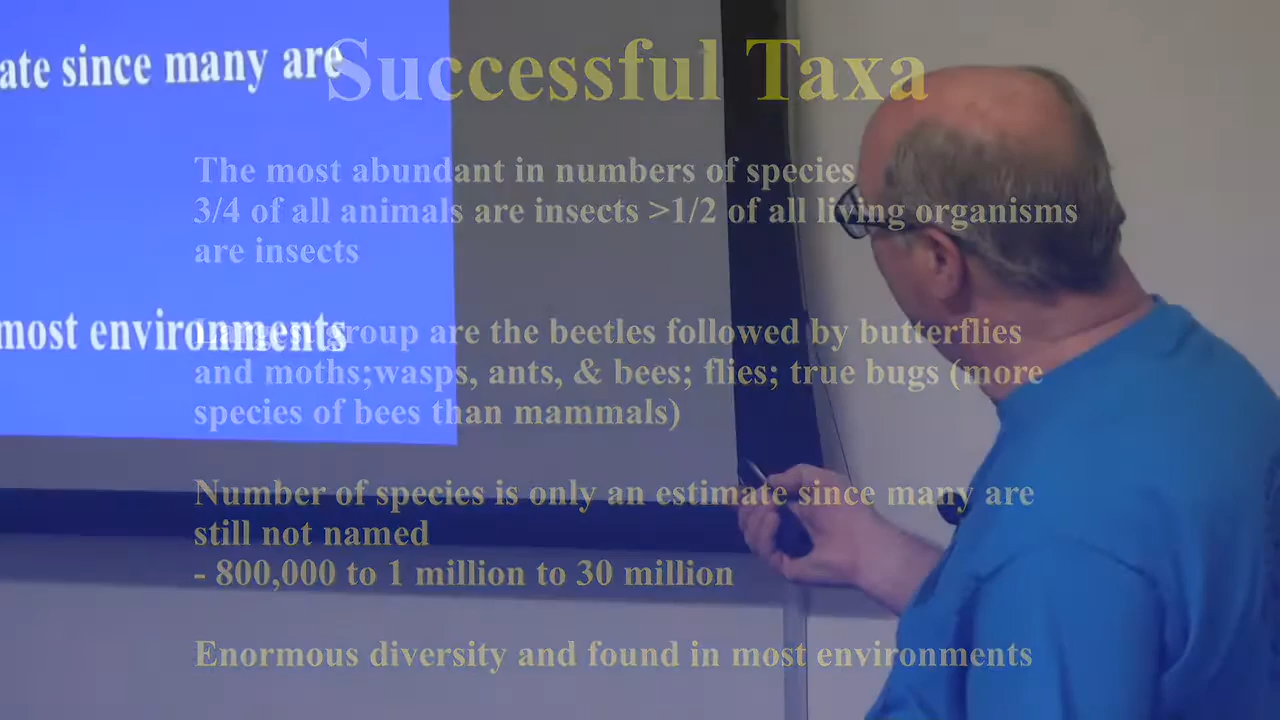 Successful Taxa
ate since many are
The most abundant in numbers of species
3/4 of all animals are insects >1/2 of all living organisms
are insects
most environments
Largest group are the beetles followed by butterflies
and moths;wasps, ants, & bees; flies; true bugs (more
species of bees than mammals)
Number of species is only an estimate since many are
still not named
- 800,000 to 1 million to 30 million
Enormous diversity and found in most environments